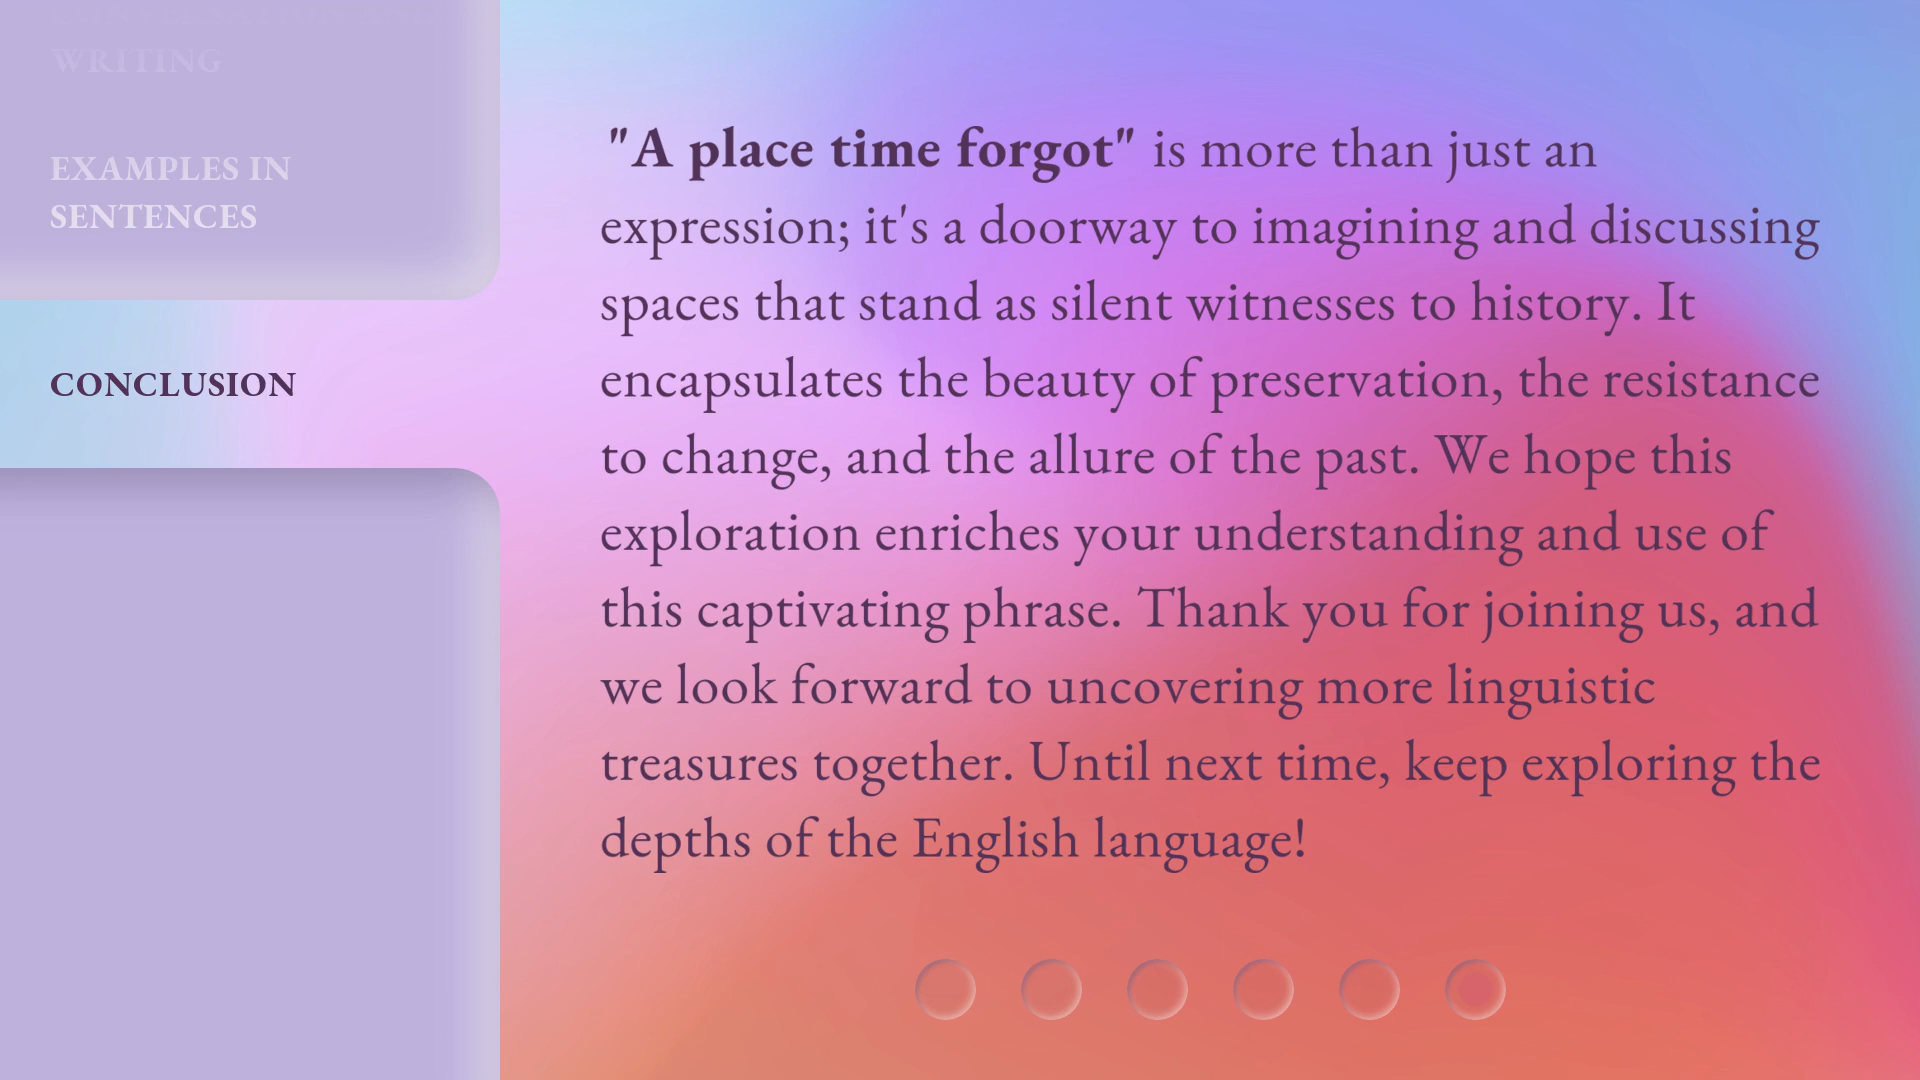 WRITING
EXAMPLES IN
SENTENCES
CONCLUSION
"A place time forgot" is more than just an
expression; it's a doorway to imagining and discussing
spaces that stand as silent witnesses to history. It
encapsulates the beauty of preservation, the resistance
to change, and the allure of the past. We hope this
exploration enriches your understanding and use of
this captivating phrase. Thank you for joining us, and
we look forward to uncovering more linguistic
treasures together. Until next time, keep exploring the
depths of the English language!